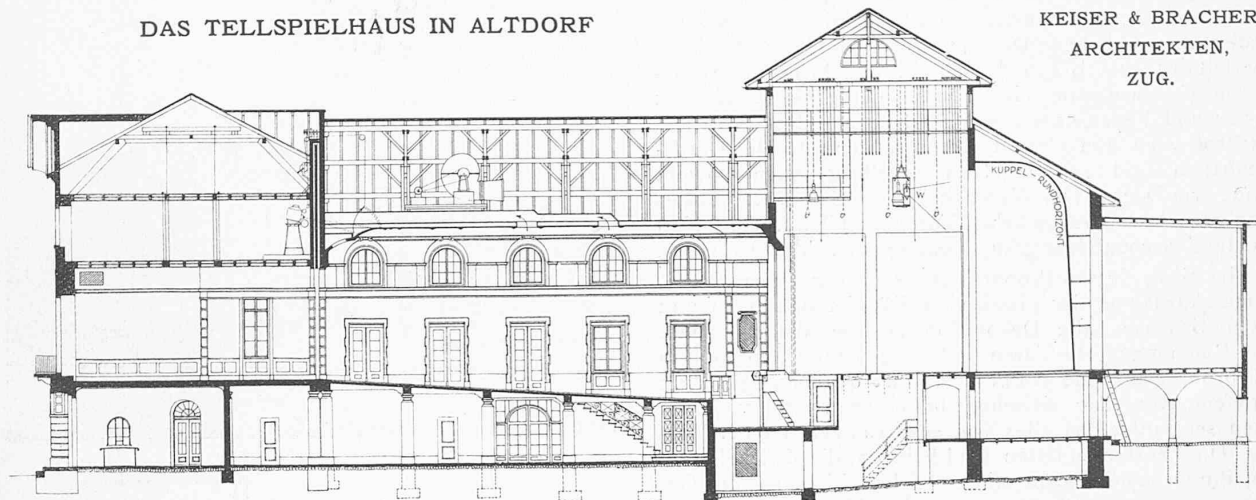 DAS TELLSPIELHAUS IN ALTDORF
KEISER & BRACHER
ARCHITEKTEN,
ZUG.
KUPPEL-RUNDHORIZONT
W